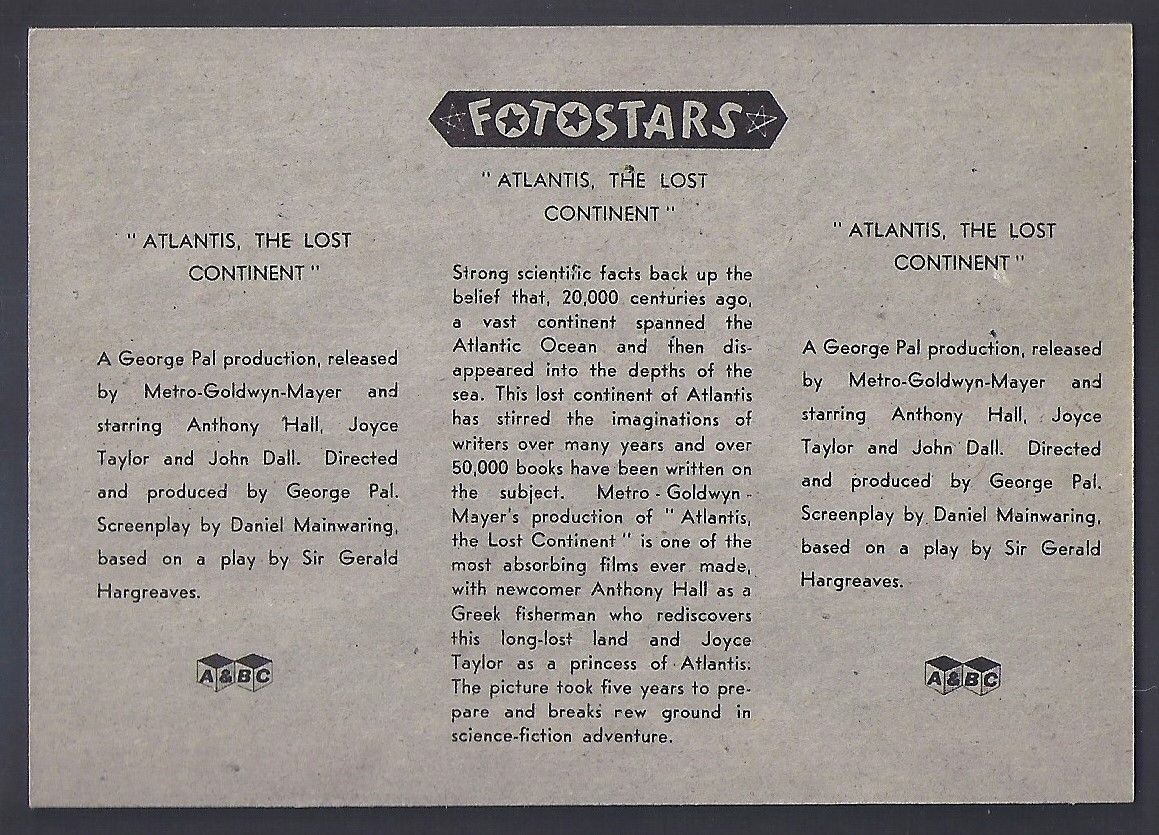 FOTOSTARS
" ATLANTIS, THE LOST
CONTINENT "
A George Pal production, released
by Metro-Goldwyn-Mayer and
starring Anthony Hall, Joyce
Taylor and John Dall. Directed
and produced by George Pal.
Screenplay by Daniel Mainwaring,
based on a play by Sir Gerald
Hargreaves.
A&BC
" ATLANTIS, THE LOST
CONTINENT "
Strong scientific facts back up the
belief that, 20,000 centuries ago,
a vast continent spanned the
Atlantic Ocean and then dis-
appeared into the depths of the
sea. This lost continent of Atlantis
has stirred the imaginations of
writers over many years and over
50,000 books have been written on
the subject. Metro - Goldwyn -
Mayer's production of " Atlantis,
the Lost Continent " is one of the
most absorbing films ever made,
with newcomer Anthony Hall as a
Greek fisherman who rediscovers
this long-lost land and Joyce
Taylor as a princess of Atlantis.
The picture took five years to pre-
pare and breaks new ground in
science-fiction adventure.
" ATLANTIS, THE LOST
CONTINENT "
A George Pal production, released
by Metro-Goldwyn-Mayer and
starring Anthony Hall, Joyce
Taylor and John Dall. Directed
and produced by George Pal.
Screenplay by Daniel Mainwaring,
based on a play by Sir Gerald
Hargreaves.
A&BC